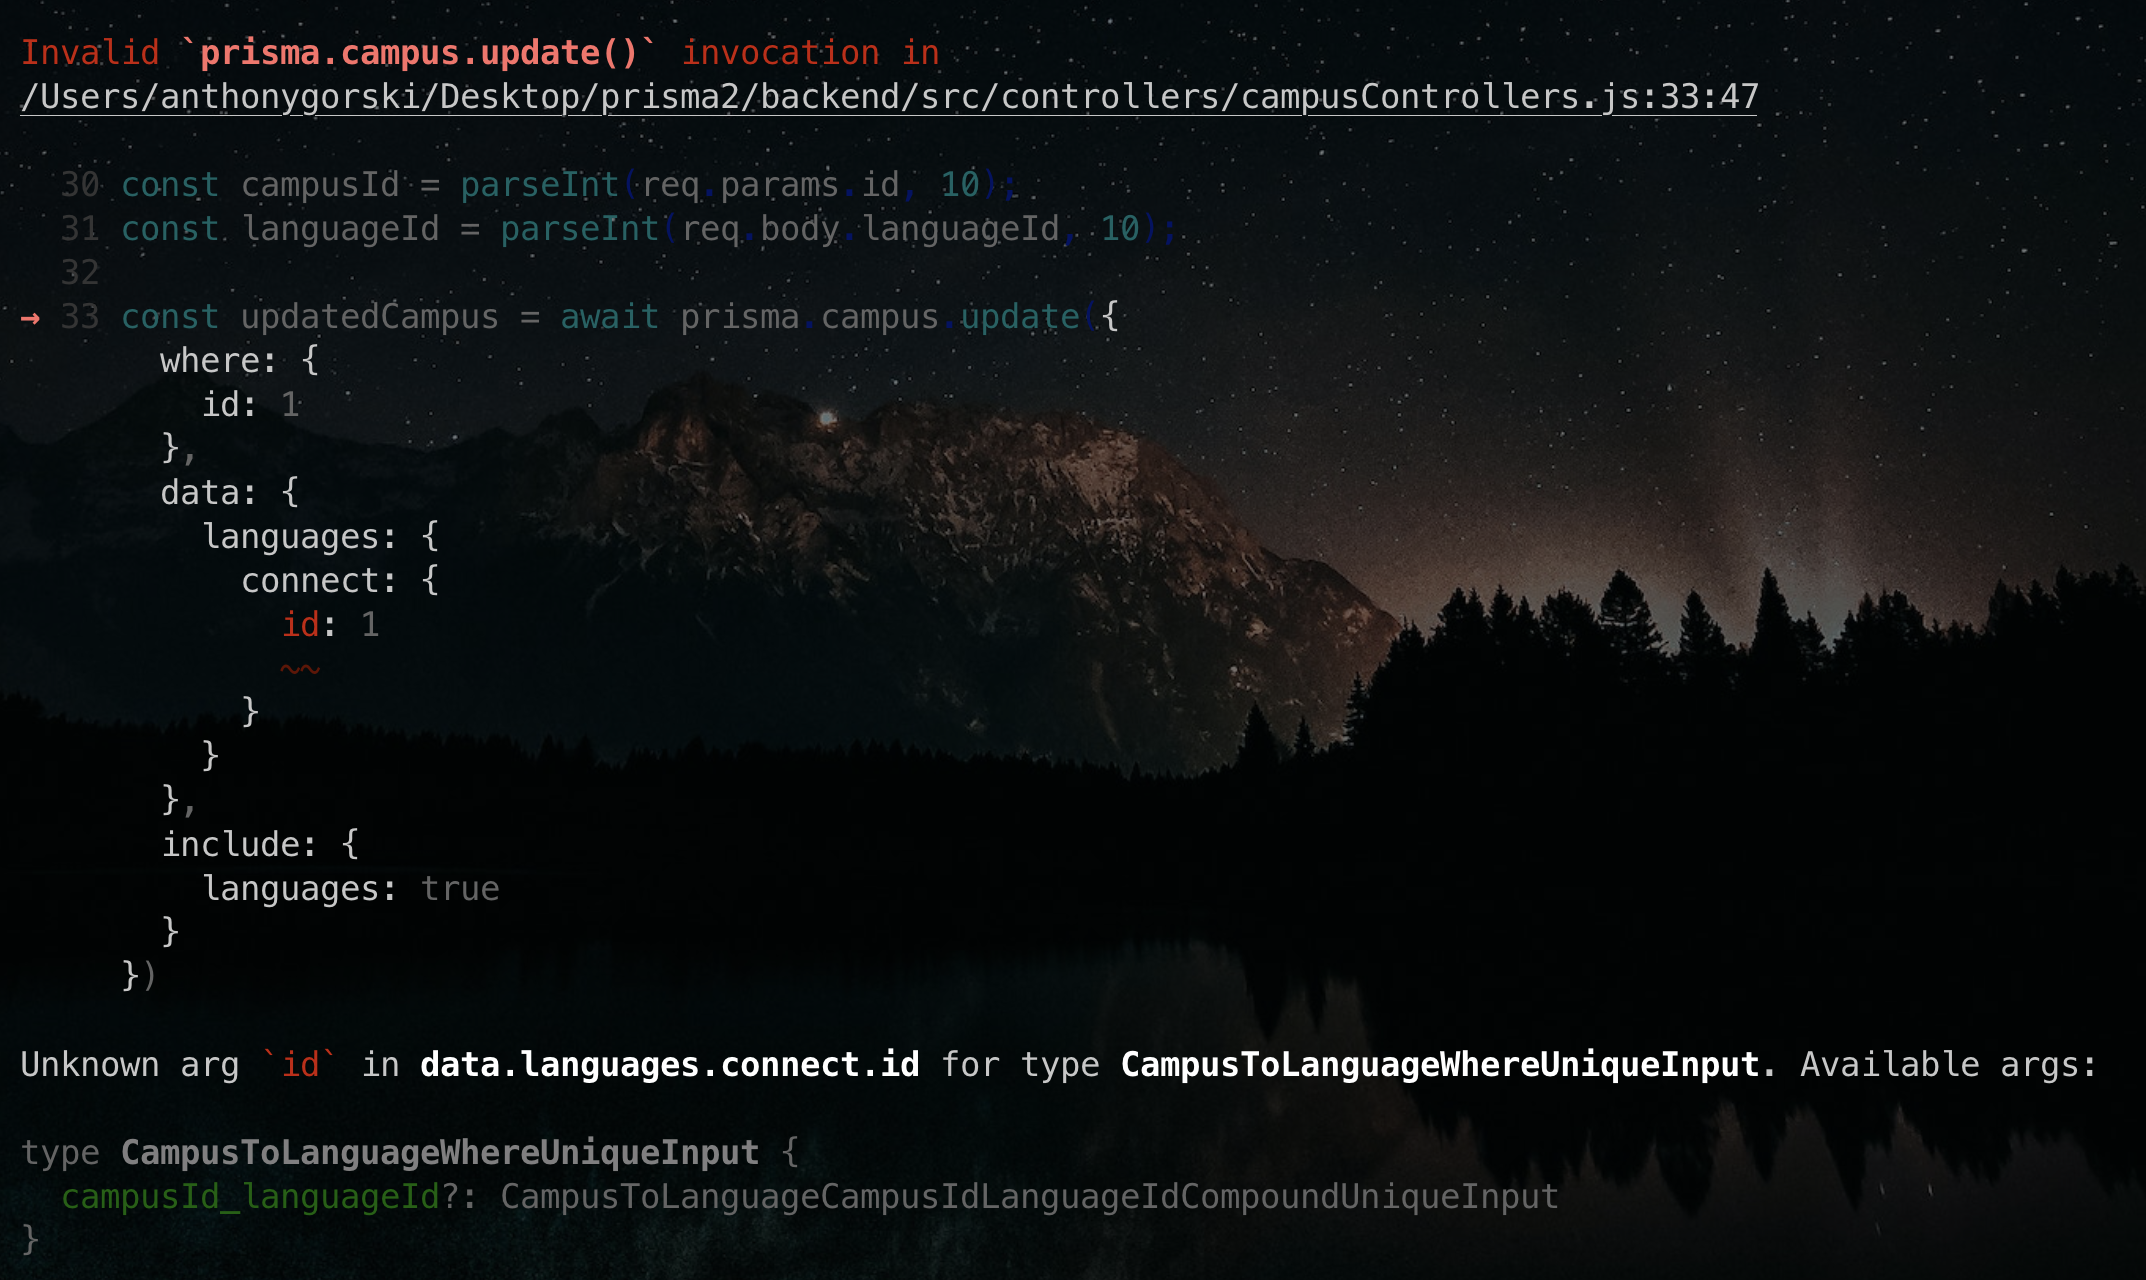 Invalid `prisma.campus.update()` invocation in
/Users/anthonygorski/Desktop/prisma2/backend/src/controllers/campusControllers.js:33:47
30 const campusId = parseInt(req.params.id, 10);
31 const languageId = parseInt(req.body.languageId, 10);
32
→ 33 const updatedCampus = await prisma.campus.update({
where: {
id: 1
},
data: {
languages: {
connect: {
id: 1
~~
}
}
},
include: {
languages: true
}
})
Unknown arg `id` in data.languages.connect.id for type CampusToLanguageWhereUniqueInput. Available args:
type CampusToLanguageWhereUniqueInput {
campusId_languageId?: CampusToLanguageCampusIdLanguageIdCompoundUniqueInput
}